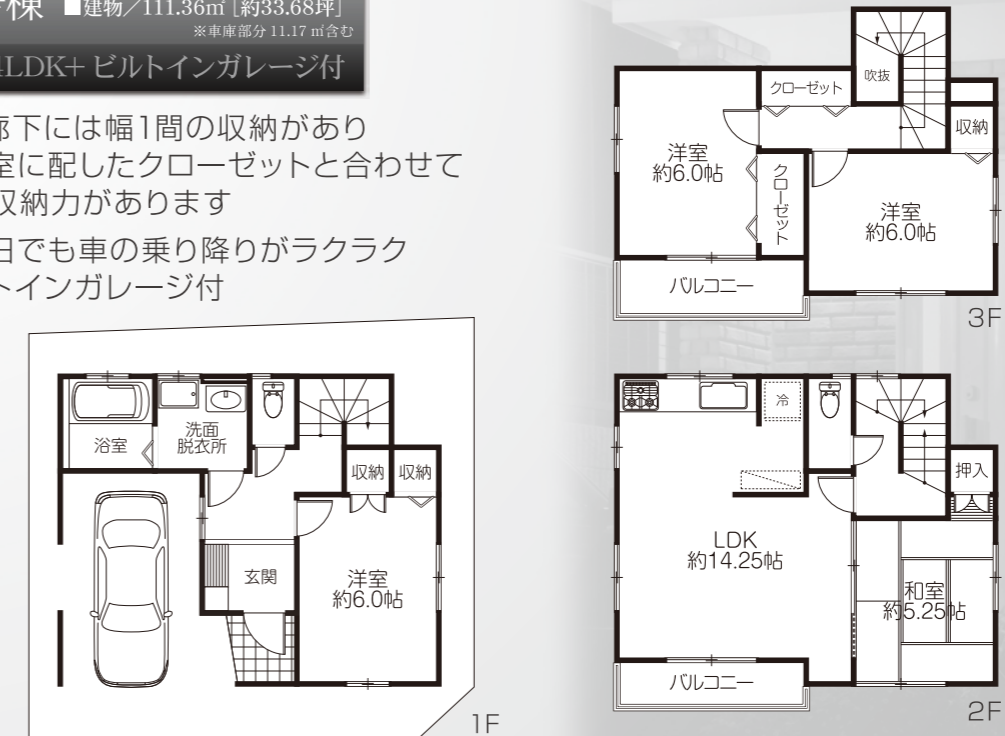 棟 ■建物／111.36㎡ [約33.68坪]
※車庫部分 11.17 ㎡含む
LDK+ ビルトインガレージ付
廊下には幅1間の収納があり
室に配したクローゼットと合わせて
収納力があります
日でも車の乗り降りがラクラク
トインガレージ付
吹抜
クローゼット
収納
洋室
約6.0帖
クローゼット
洋室
約6.0帖
バルコニー
3F
浴室
洗面
脱衣所
収納
収納
玄関
洋室
約6.0帖
1F
冷
押入
LDK
約14.25帖
和室
約5.25帖
バルコニー
2F